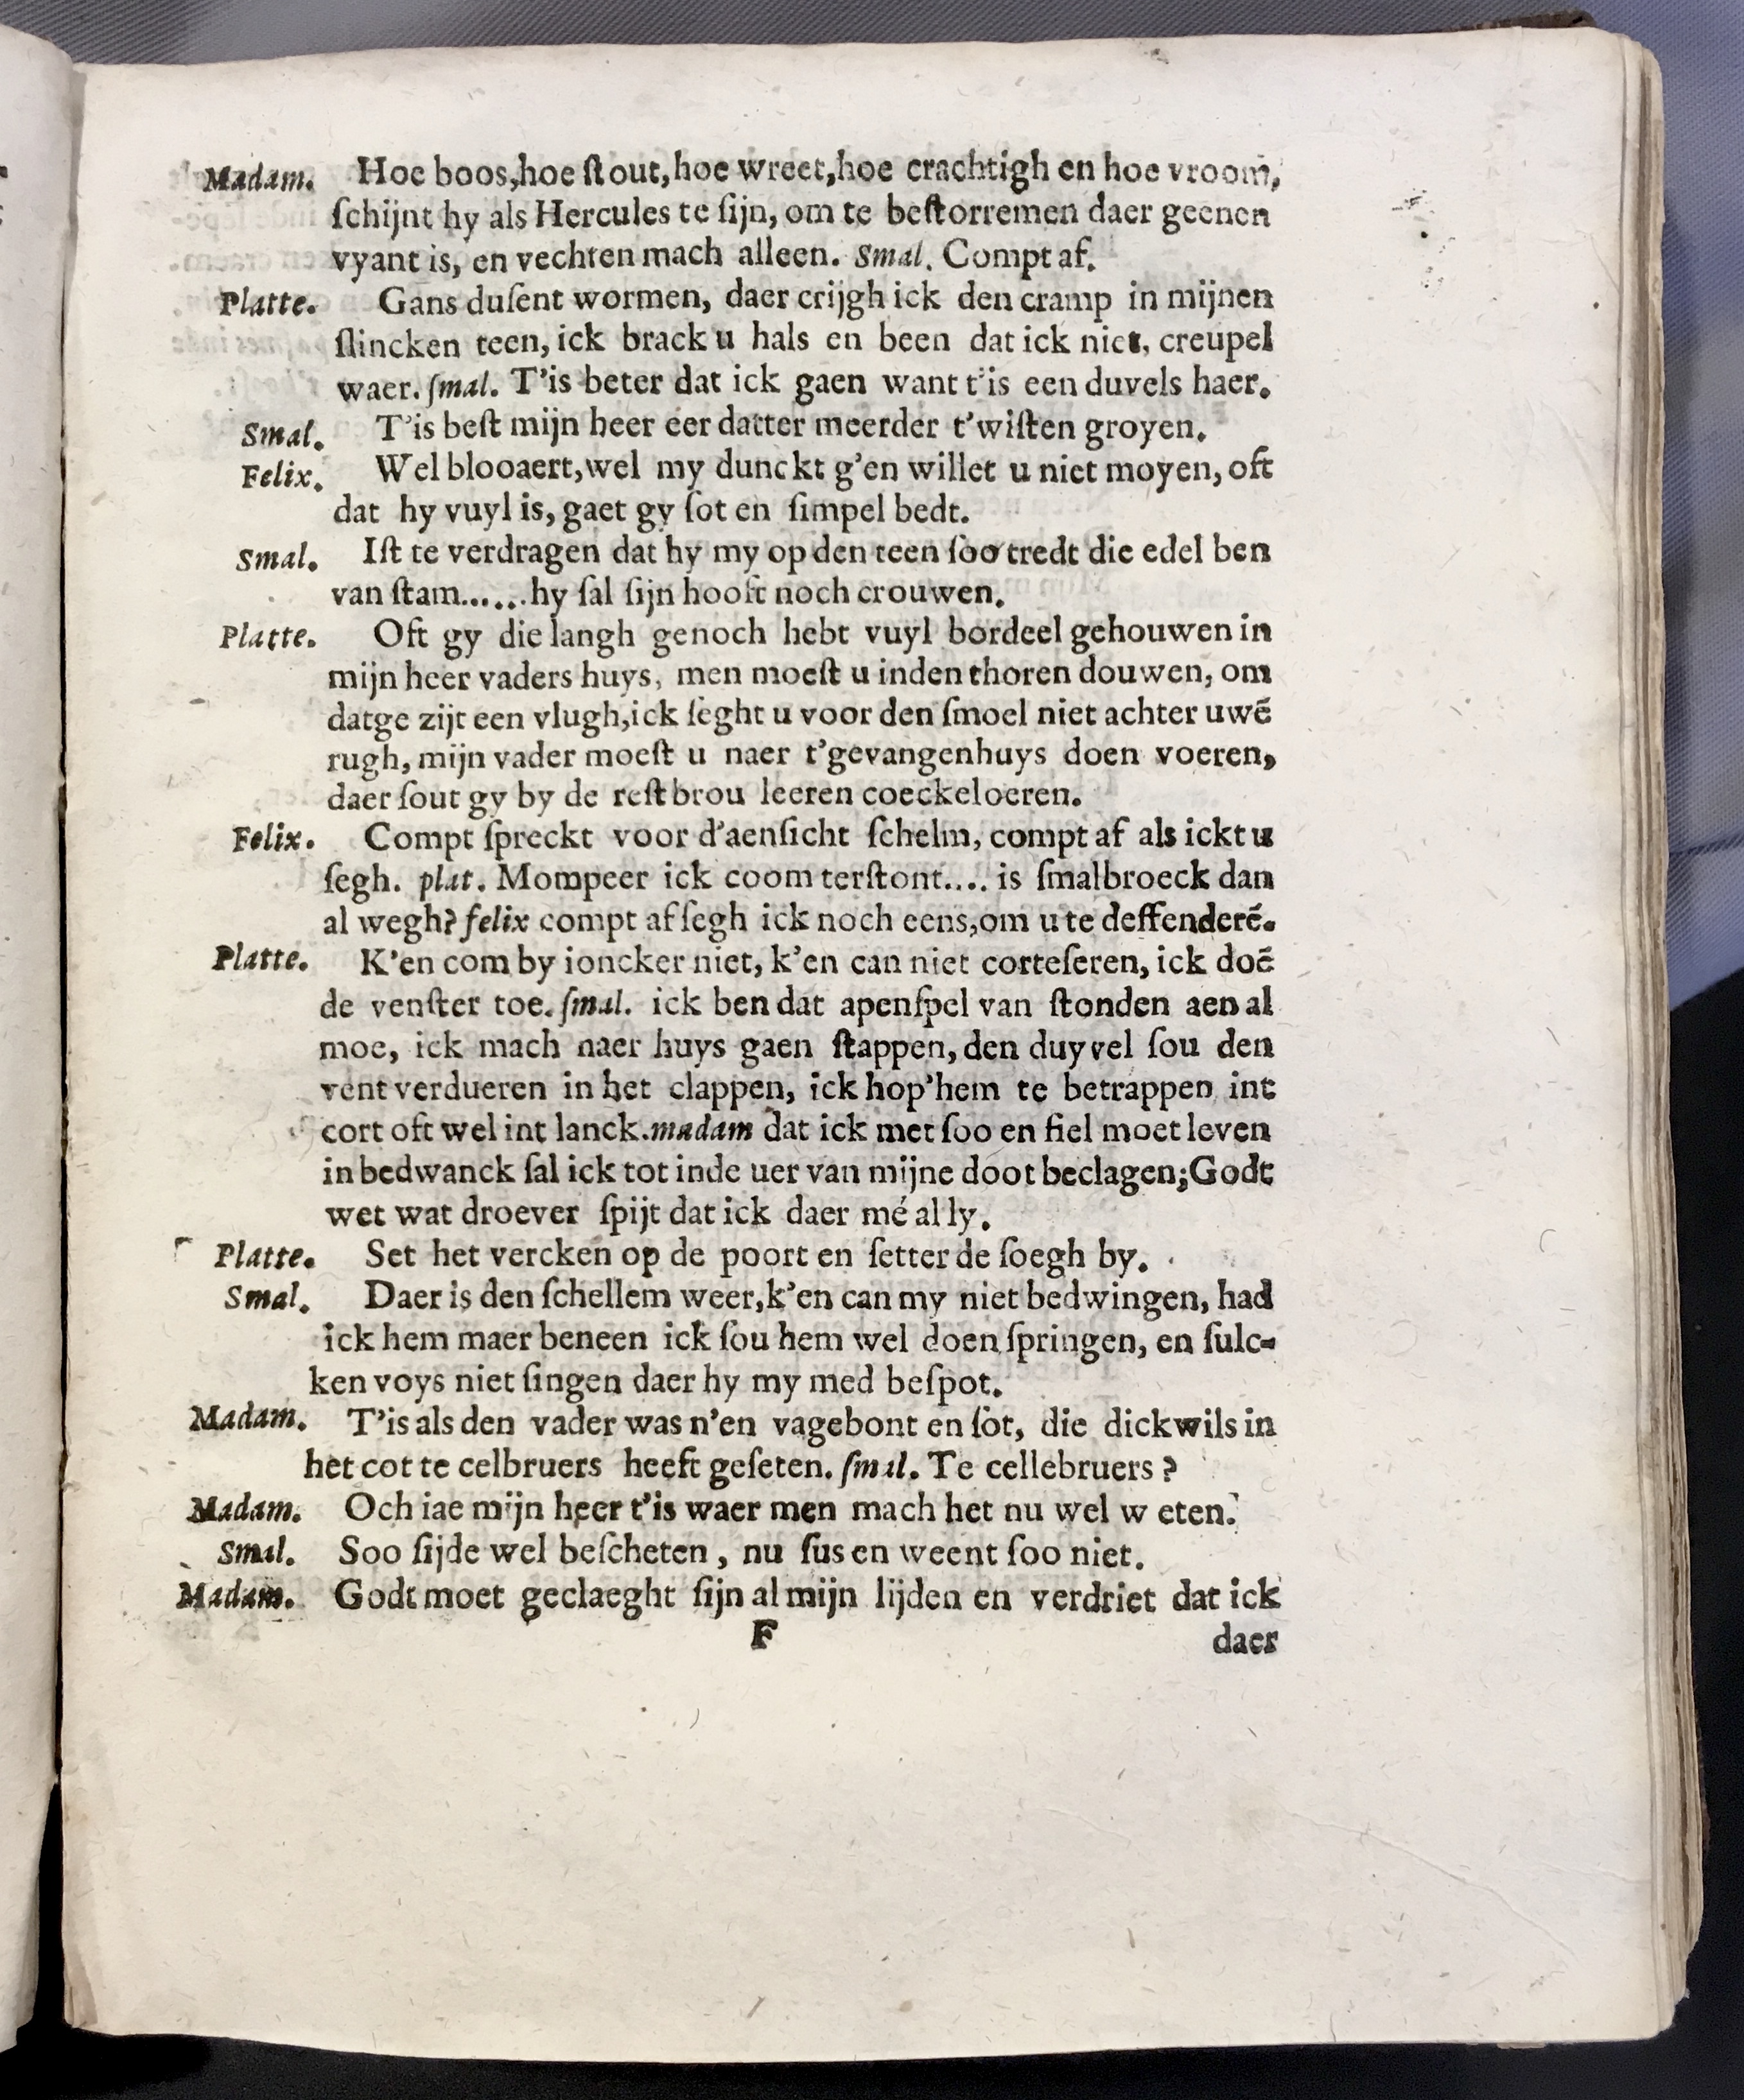 Madam. Hoe boos,hoe ſtout,hoe wreet,hoe crachtigh en hoe vroom,
ſchijnt hy als Hercules te ſijn, om te beſtorremen daer geenen
vyant is, en vechten mach alleen. Smal. Compt af.
Platte. Gans duſent wormen, daer crijgh ick den cramp in mijnen
ſlincken teen, ick brack u hals en been dat ick niet, creupel
waer. ſmal. T'is beter dat ick gaen want t'is een duvels haer.
Smal. T'is beſt mijn heer eer datter meerder t'wiſten groyen.
Felix. Wel blooaert,wel my dunckt g'en willet u niet moyen, oft
dat hy vuyl is, gaet gy ſot en ſimpel bedt.
Smal. Iſt te verdragen dat hy my op den teen ſoo tredt die edel ben
van ſtam...... hy ſal ſijn hooft noch crouwen.
Platte. Oft gy die langh genoch hebt vuyl bordeel gehouwen in
mijn heer vaders huys, men moeſt u inden thoren douwen, om
datge zijt een vlugh,ick ſeght u voor den ſmoel niet achter uwē
rugh, mijn vader moeſt u naer t'gevangenhuys doen voeren,
daer ſout gy by de reſt brou leeren coeckeloeren.
Felix. Compt ſpreckt voor d'aenſicht ſchelm, compt af als ickt u
ſegh. plat. Mompeer ick coom terſtont.... is ſmalbroeck dan
al wegh? felix compt af ſegh ick noch eens,om u te deffenderē.
Platte. K'en com by ioncker niet, k'en can niet corteſeren, ick doē
de venſter toe. ſmal. ick ben dat apenſpel van ſtonden aen al
moe, ick mach naer huys gaen ſtappen, den duyvel ſou den
vent verdueren in het clappen, ick hop'hem te betrappen int
cort oft wel int lanck. madam dat ick met ſoo en fiel moet leven
in bedwanck ſal ick tot inde uer van mijne doot beclagen;Godt
wet wat droever ſpijt dat ick daer mé al ly.
Platte. Set het vercken op de poort en ſetter de ſoegh by.
Smal. Daer is den ſchellem weer,k'en can my niet bedwingen, had
ick hem maer beneen ick ſou hem wel doen ſpringen, en ſulc-
ken voys niet ſingen daer hy my med beſpot.
Madam. T'is als den vader was n'en vagebont en ſot, die dickwils in
het cot te celbruers heeft geſeten. ſmal. Te cellebruers ?
Madam. Och iae mijn heer t'is waer men mach het nu wel w eten.
Smal. Soo ſijde wel beſcheten, nu ſus en weent ſoo niet.
Madam. Godt moet geclaeght ſijn al mijn lijden en verdriet dat ick
F daer